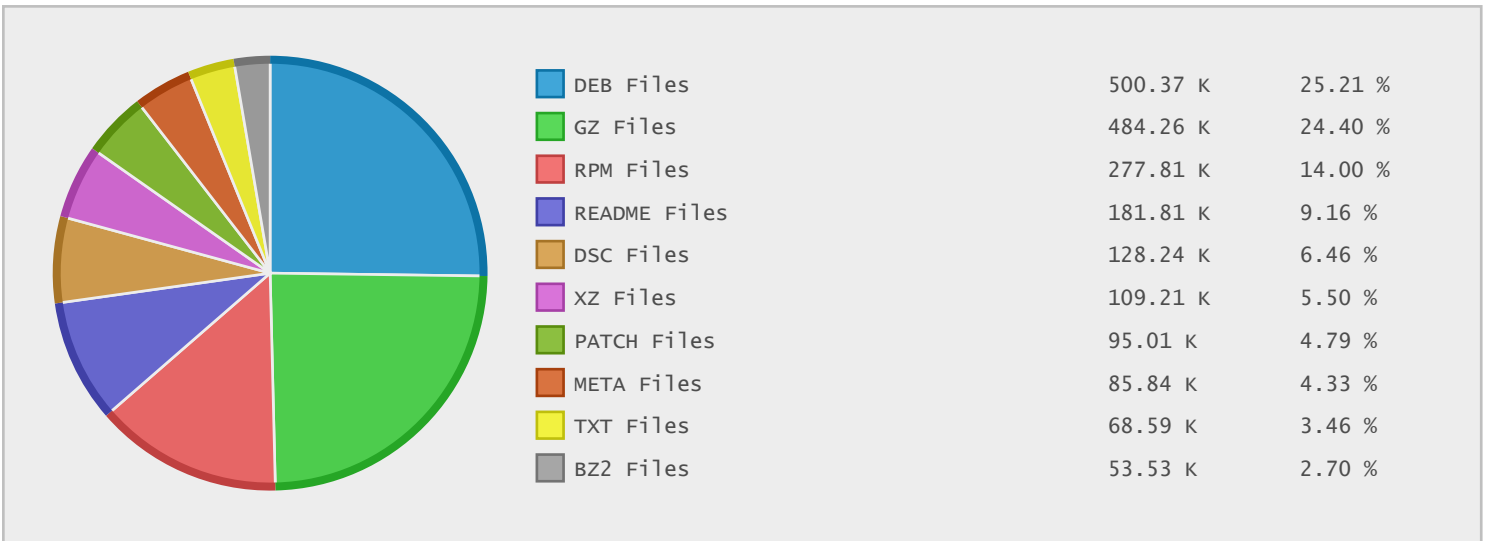 DEB Files 500.37 K 25.21 %
GZ Files 484.26 K 24.40 %
RPM Files 277.81 K 14.00 %
README Files 181.81 K 9.16 %
DSC Files 128.24 K 6.46 %
XZ Files 109.21 K 5.50 %
PATCH Files 95.01 K 4.79 %
META Files 85.84 K 4.33 %
TXT Files 68.59 K 3.46 %
BZ2 Files 53.53 K 2.70 %